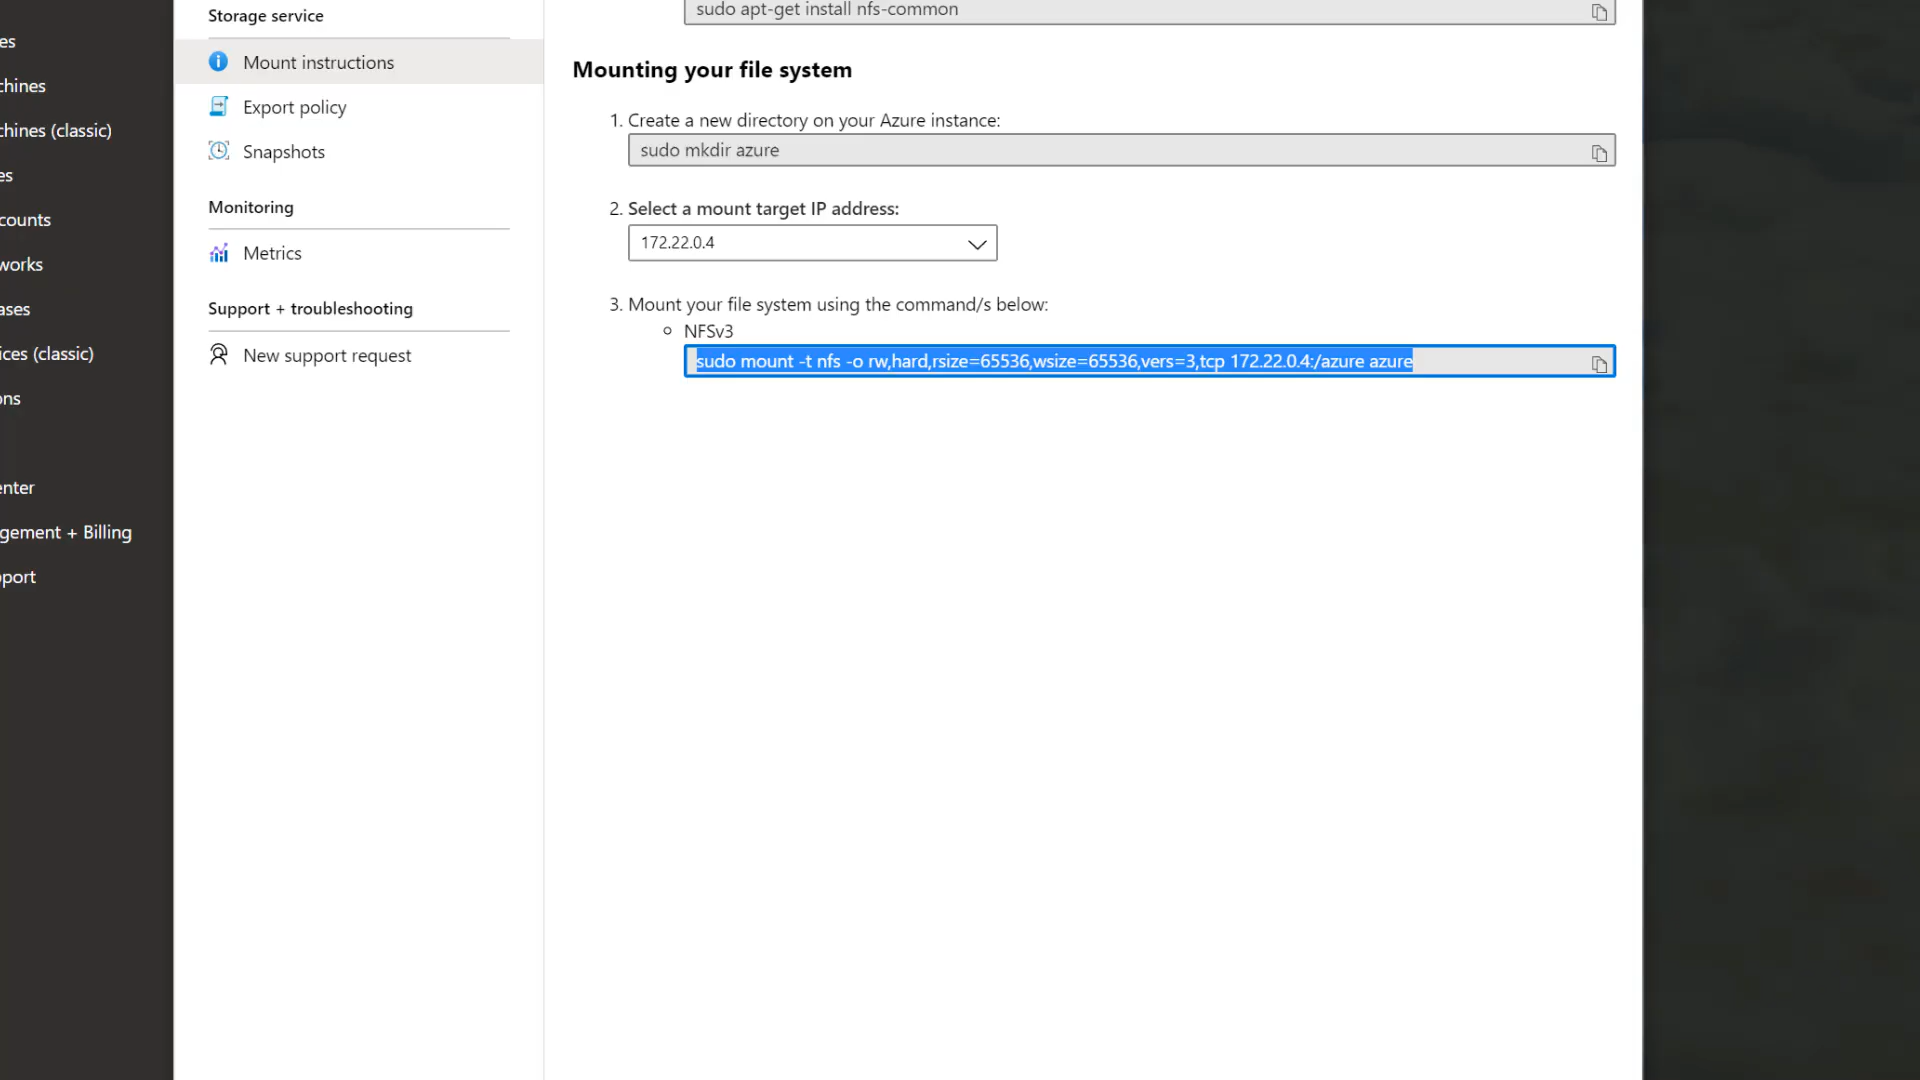 es
chines
chines (classic)
es
counts
works
ases
ices (classic)
ons
enter
gement + Billing
pport
Storage service
Mount instructions
Export policy
Snapshots
Monitoring
Metrics
Support + troubleshooting
New support request
sudo apt-get install nfs-common
Mounting your file system
1. Create a new directory on your Azure instance:
sudo mkdir azure
2. Select a mount target IP address:
172.22.0.4
3. Mount your file system using the command/s below:
NFSv3
sudo mount -t nfs -o rw,hard,rsize=65536,wsize=65536,vers=3,tcp 172.22.0.4:/azure azure